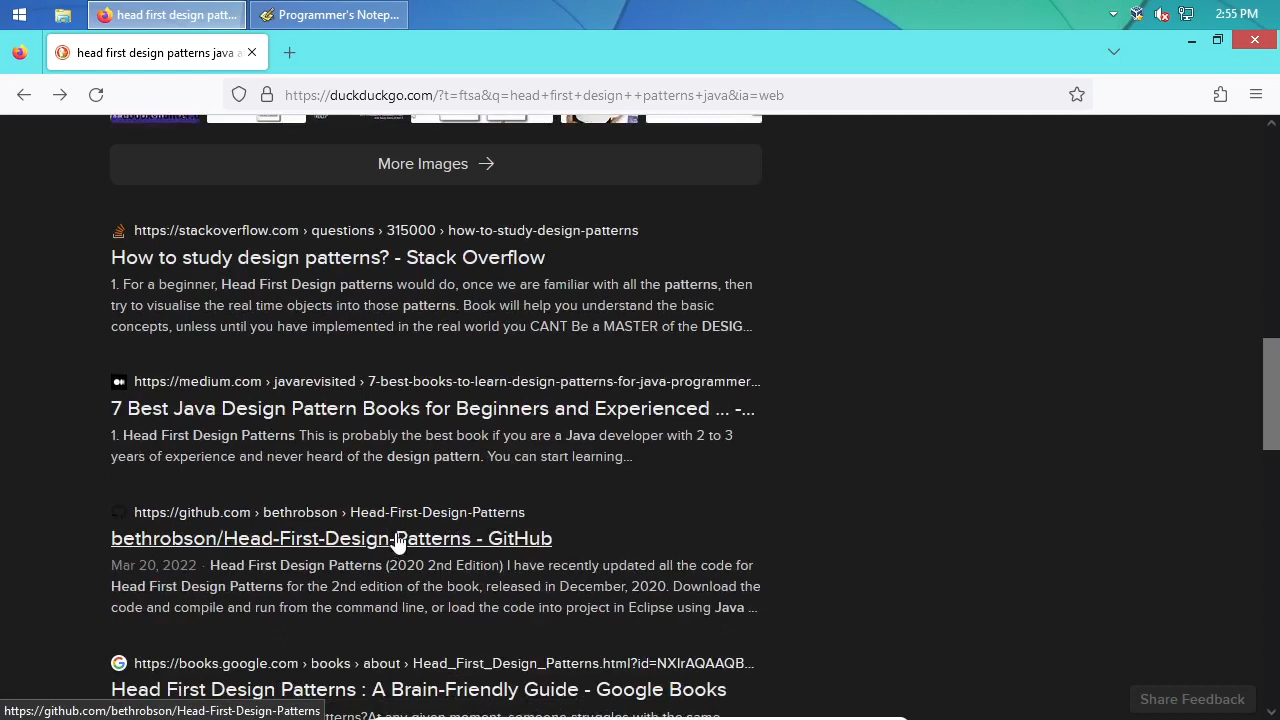 head first design patt...
Programmer's Notep...
2:55 PM
head first design patterns java a
https://duckduckgo.com/?t=ftsa&q=head+first+design++patterns+java&ia=web
More Images
https://stackoverflow.com › questions › 315000 › how-to-study-design-patterns
How to study design patterns? - Stack Overflow
1. For a beginner, Head First Design patterns would do, once we are familiar with all the patterns, then
try to visualise the real time objects into those patterns. Book will help you understand the basic
concepts, unless until you have implemented in the real world you CANT Be a MASTER of the DESIG...
https://medium.com › javarevisited › 7-best-books-to-learn-design-patterns-for-java-programmer...
7 Best Java Design Pattern Books for Beginners and Experienced ... -...
1. Head First Design Patterns This is probably the best book if you are a Java developer with 2 to 3
years of experience and never heard of the design pattern. You can start learning...
https://github.com › bethrobson › Head-First-Design-Patterns
bethrobson/Head-First-Design-Patterns - GitHub
Mar 20, 2022 · Head First Design Patterns (2020 2nd Edition) I have recently updated all the code for
Head First Design Patterns for the 2nd edition of the book, released in December, 2020. Download the
code and compile and run from the command line, or load the code into project in Eclipse using Java ...
https://books.google.com › books › about › Head_First_Design_Patterns.html?id=NXIrAQAAQB...
Head First Design Patterns : A Brain-Friendly Guide - Google Books
Share Feedback
https://github.com/bethrobson/Head-First-Design-Patterns
tterns?At any given moment, someone struggles with the same